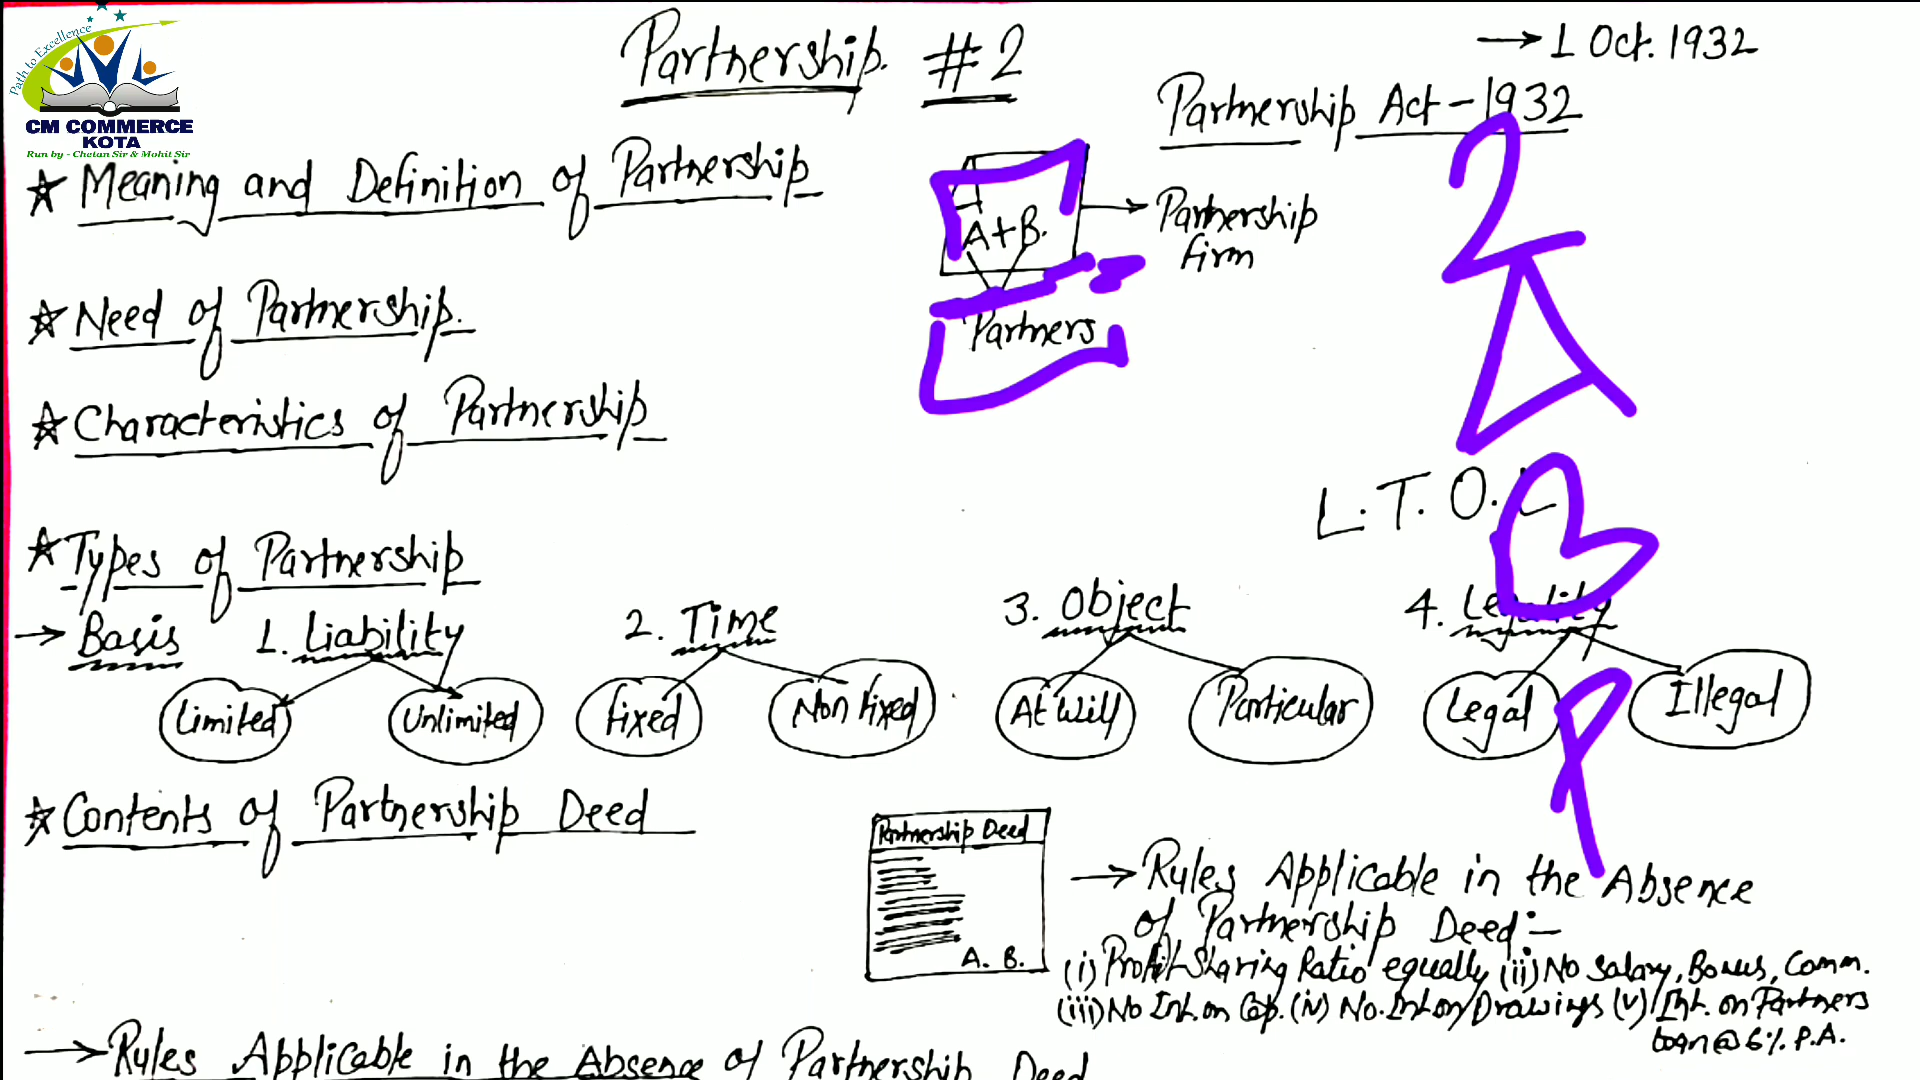 Path to Excellence
CM COMMERCE
KOTA
Run by - Chetan Sir & Mohit Sir
Partnership. #2
→ 1 Oct. 1932
Partnership Act-1932
☆ Meaning and Definition of Partnership
A+B.
→ Partnership
firm
Partners
☆ Need of Partnership.
☆ Characteristics of Partnership
L.T.O.L
☆ Types of Partnership
→ Basis 1. Liability 2. Time 3. Object 4. Legality
Limited Unlimited fixed Non fixed At Will Particular Legal Illegal
☆ Contents of Partnership Deed
Partnership Deed
A. B.
→ Rules Applicable in the Absence
of Partnership Deed:-
(i) Profit Sharing Ratio equally (ii) No Salary, Bonus, Comm.
(iii) No Int. on Cap. (iv) No. Int on Drawings (v) Int. on Partners
loan @ 6% P.A.
→ Rules Applicable in the Absence of Partnership Deed
2
B